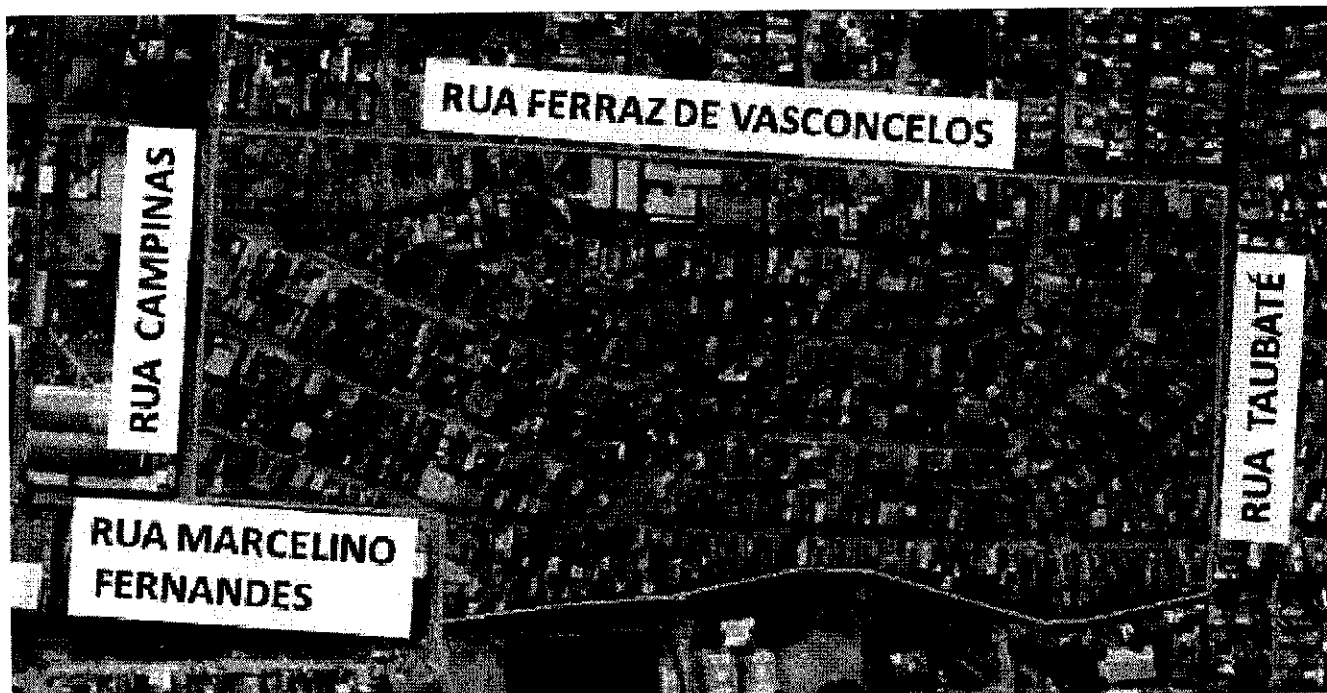 RUA FERRAZ DE VASCONCELOS
RUA CAMPINAS
RUA TAUBATÉ
RUA MARCELINO
FERNANDES